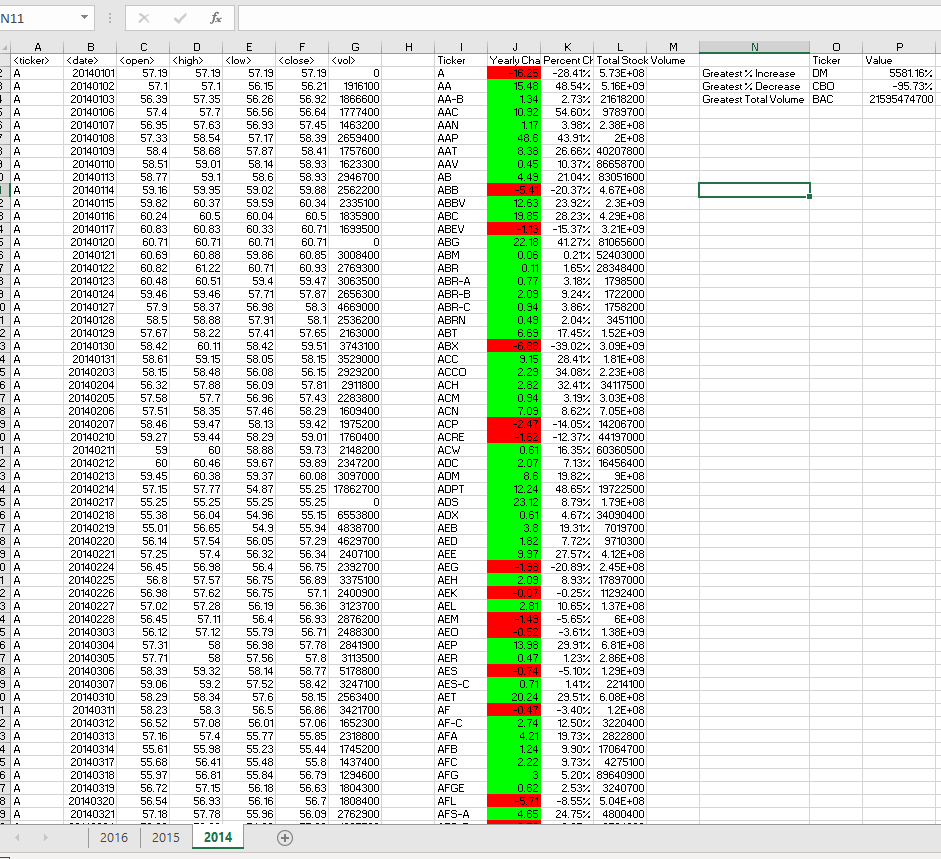 N11 fx
A B C D E F G H I J K L M N O P
<ticker> <date> <open> <high> <low> <close> <vol> Ticker Yearly Cha Percent Ch Total Stock Volume Ticker Value
A 20140101 57.19 57.19 57.19 57.19 0 A -16.25 -28.41% 5.73E+08 Greatest % Increase DM 5581.16%
A 20140102 57.1 57.1 56.15 56.21 1916100 AA 15.48 48.54% 5.16E+09 Greatest % Decrease CBO -95.73%
A 20140103 56.39 57.35 56.26 56.92 1866600 AA-B 1.34 2.73% 21618200 Greatest Total Volume BAC 21595474700
A 20140106 57.4 57.7 56.58 56.64 1777400 AAC 10.92 54.60% 9789700
A 20140107 56.95 57.63 56.93 57.45 1463200 AAN 1.17 3.98% 2.38E+08
A 20140108 57.33 58.54 57.17 58.39 2659400 AAP 48.6 43.91% 2E+08
A 20140109 58.4 58.68 57.87 58.41 1757600 AAT 8.38 26.66% 40207800
A 20140110 58.51 59.01 58.14 58.93 1623300 AAV 0.45 10.37% 86658700
A 20140113 58.77 59.1 58.6 58.93 2946700 AB 4.49 21.04% 83051600
A 20140114 59.16 59.95 59.02 59.88 2562200 ABB -5.41 -20.37% 4.67E+08
A 20140115 59.82 60.37 59.59 60.34 2335100 ABBV 12.63 23.92% 2.3E+09
A 20140116 60.24 60.5 60.04 60.5 1835900 ABC 19.85 28.23% 4.29E+08
A 20140117 60.83 60.83 60.33 60.71 1699500 ABEV -1.13 -15.37% 3.21E+09
A 20140120 60.71 60.71 60.71 60.71 0 ABG 22.18 41.27% 81065600
A 20140121 60.69 60.88 59.86 60.85 3008400 ABM 0.06 0.21% 52403000
A 20140122 60.82 61.22 60.71 60.93 2769300 ABR 0.11 1.65% 28348400
A 20140123 60.48 60.51 59.4 59.47 3063500 ABR-A 0.77 3.18% 1798500
A 20140124 59.46 59.46 57.71 57.87 2656300 ABR-B 2.09 9.24% 1722000
A 20140127 57.9 58.37 56.98 58.3 4669000 ABR-C 0.94 3.86% 1758200
A 20140128 58.5 58.88 57.91 58.1 2536200 ABRN 0.49 2.04% 3451100
A 20140129 57.67 58.22 57.41 57.65 2163000 ABT 6.69 17.45% 1.52E+09
A 20140130 58.42 60.11 58.42 59.51 3743100 ABX -6.88 -39.02% 3.09E+09
A 20140131 58.61 59.15 58.05 58.15 3529000 ACC 9.15 28.41% 1.81E+08
A 20140203 58.15 58.48 56.08 56.15 2929200 ACCO 2.29 34.08% 2.23E+08
A 20140204 56.32 57.88 56.09 57.81 2911800 ACH 2.82 32.41% 34117500
A 20140205 57.58 57.7 56.96 57.43 2283800 ACM 0.94 3.19% 3.03E+08
A 20140206 57.51 58.35 57.46 58.29 1609400 ACN 7.09 8.62% 7.05E+08
A 20140207 58.46 59.47 58.13 59.42 1975200 ACP -2.47 -14.05% 14206700
A 20140210 59.27 59.44 58.29 59.01 1760400 ACRE -1.62 -12.37% 44197000
A 20140211 59 60 58.88 59.73 2148200 ACW 0.61 16.35% 60360500
A 20140212 60 60.46 59.67 59.89 2347200 ADC 2.07 7.13% 16456400
A 20140213 59.45 60.38 59.37 60.08 3097000 ADM 8.6 19.82% 9E+08
A 20140214 57.15 57.77 54.87 55.25 17862700 ADPT 12.24 48.65% 19722500
A 20140217 55.25 55.25 55.25 55.25 0 ADS 23.12 8.79% 1.79E+08
A 20140218 55.38 56.04 54.96 55.15 6553800 ADX 0.61 4.67% 34090400
A 20140219 55.01 56.65 54.9 55.94 4838700 AEB 3.8 19.31% 7019700
A 20140220 56.14 57.54 56.05 57.29 4629700 AED 1.82 7.72% 9710300
A 20140221 57.25 57.4 56.32 56.34 2407100 AEE 9.97 27.57% 4.12E+08
A 20140224 56.45 56.98 56.4 56.75 2392700 AEG -1.98 -20.89% 2.45E+08
A 20140225 56.8 57.57 56.75 56.89 3375100 AEH 2.09 8.93% 17897000
A 20140226 56.98 57.62 56.75 57.1 2400900 AEK -0.07 -0.25% 11292400
A 20140227 57.02 57.28 56.19 56.36 3123700 AEL 2.81 10.65% 1.37E+08
A 20140228 56.45 57.11 56.4 56.93 2876200 AEM -1.49 -5.65% 6E+08
A 20140303 56.12 57.12 55.79 56.71 2488300 AEO -0.52 -3.61% 1.38E+09
A 20140304 57.31 58 56.98 57.78 2841900 AEP 13.98 29.91% 6.81E+08
A 20140305 57.71 58 57.56 57.8 3113500 AER 0.47 1.23% 2.86E+08
A 20140306 58.39 59.32 58.14 58.77 5178800 AES -0.74 -5.10% 1.29E+09
A 20140307 59.06 59.2 57.52 58.42 3247100 AES-C 0.71 1.41% 2214100
A 20140310 58.29 58.34 57.6 58.15 2563400 AET 20.24 29.51% 6.08E+08
A 20140311 58.23 58.3 56.5 56.86 3421700 AF -0.47 -3.40% 1.2E+08
A 20140312 56.52 57.08 56.01 57.06 1652300 AF-C 2.74 12.50% 3220400
A 20140313 57.16 57.4 55.77 55.85 2318800 AFA 4.21 19.73% 2822800
A 20140314 55.61 55.98 55.23 55.44 1745200 AFB 1.24 9.90% 17064700
A 20140317 55.68 56.41 55.48 55.8 1437400 AFC 2.22 9.73% 4275100
A 20140318 55.97 56.81 55.84 56.79 1294600 AFG 3 5.20% 89640900
A 20140319 56.72 57.15 56.18 56.63 1804300 AFGE 0.62 2.53% 3240700
A 20140320 56.54 56.93 56.18 56.7 1808400 AFL -5.71 -8.55% 5.04E+08
A 20140321 57.18 57.78 55.96 56.09 2762900 AFS-A 4.65 24.75% 4800400
2016 2015 2014